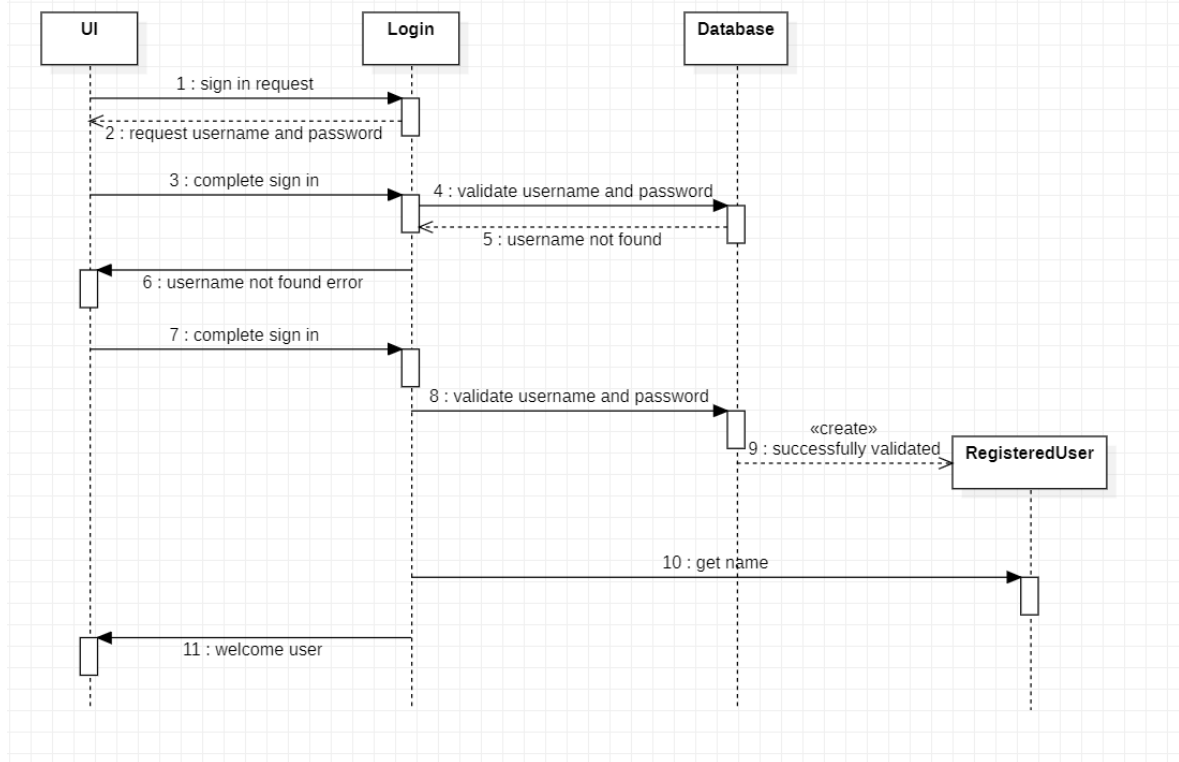 UI
Login
Database
1 : sign in request
2 : request username and password
3 : complete sign in
4 : validate username and password
5 : username not found
6 : username not found error
7 : complete sign in
8 : validate username and password
«create»
9 : successfully validated
RegisteredUser
10 : get name
11 : welcome user